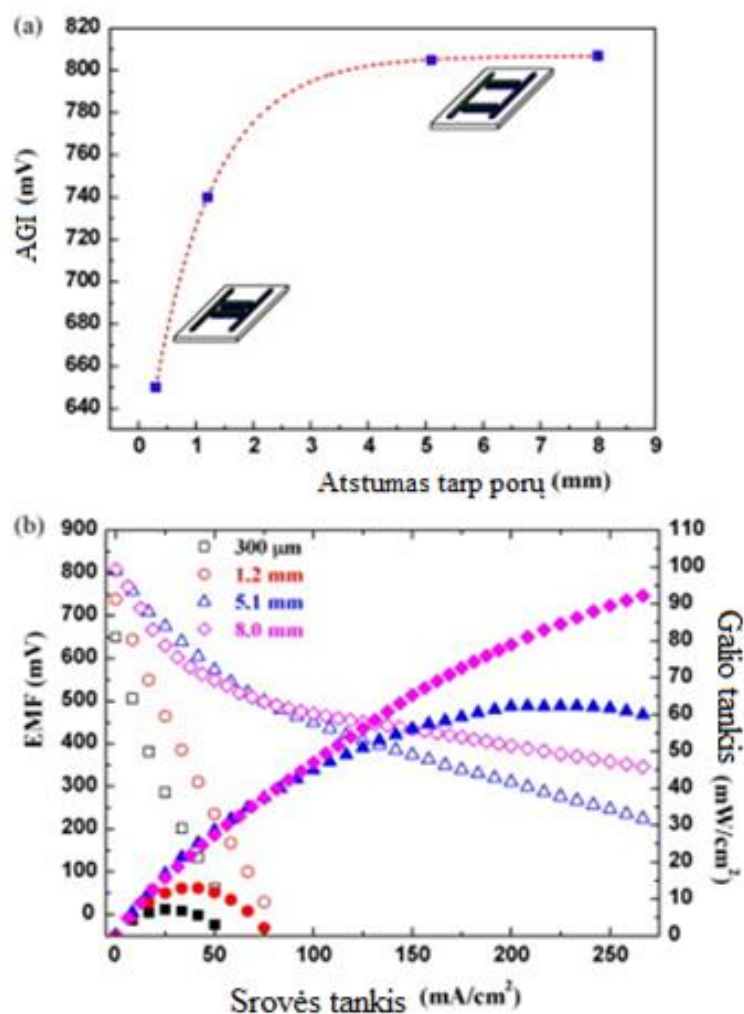 (a)
820
800
780
760
740
720
700
680
660
640
AGI (mV)
0 1 2 3 4 5 6 7 8 9
Atstumas tarp porų (mm)
(b)
900
800
700
600
500
400
300
200
100
0
EMF (mV)
300 μm
1.2 mm
5.1 mm
8.0 mm
110
100
90
80
70
60
50
40
30
20
10
0
Galio tankis (mW/cm²)
0 50 100 150 200 250
Srovės tankis (mA/cm²)